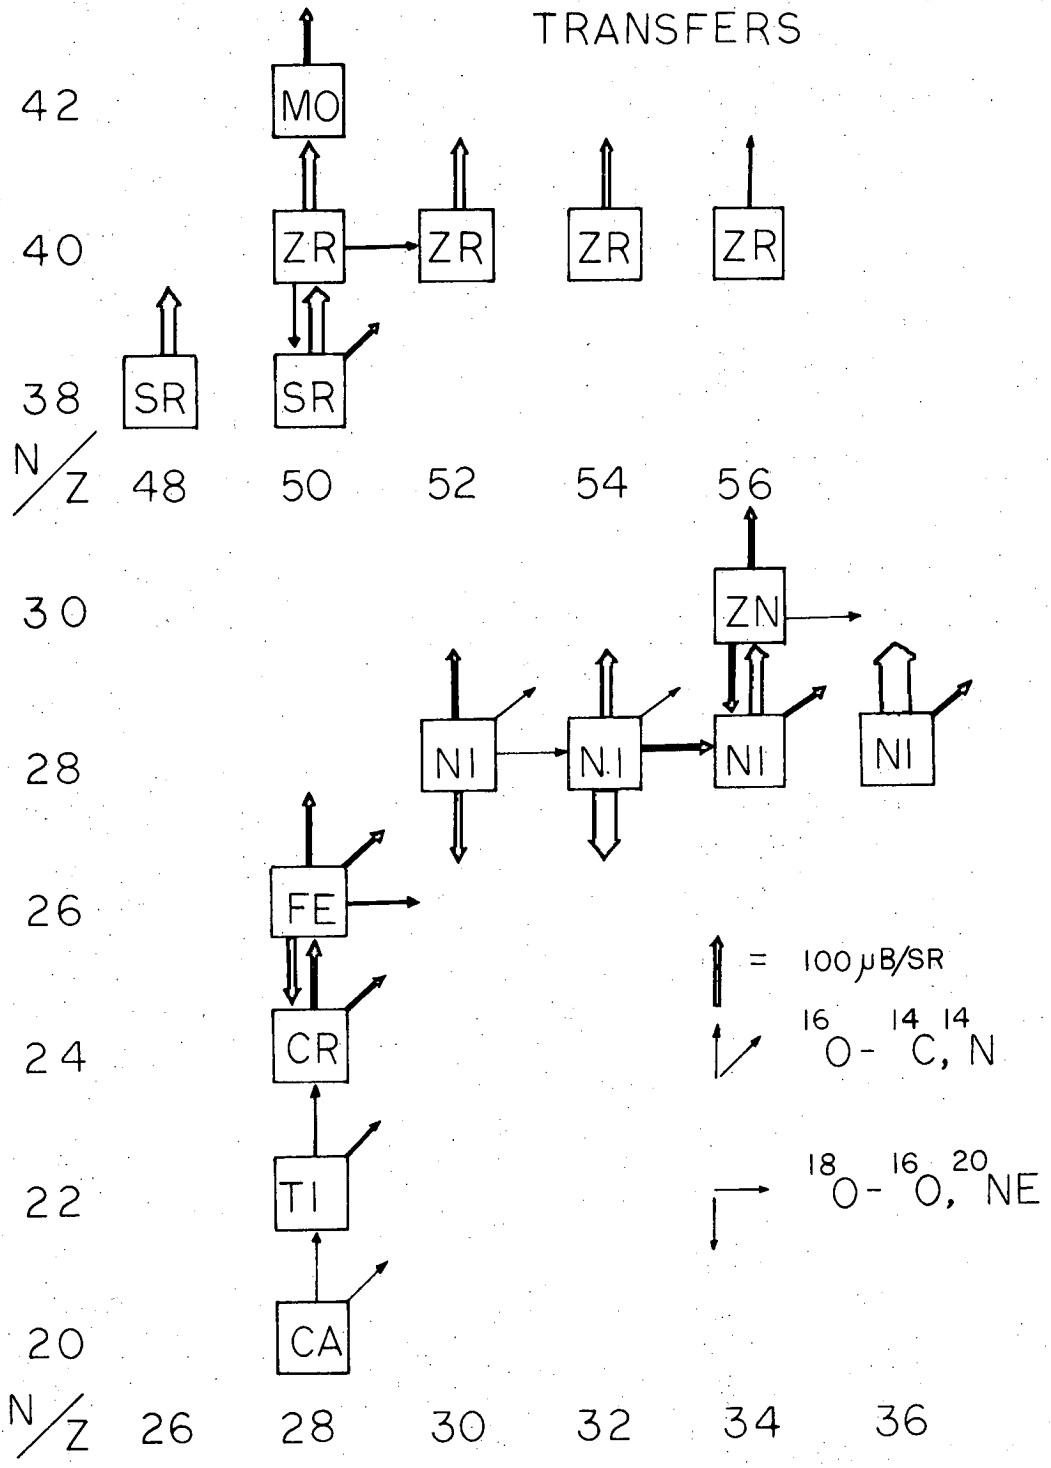 TRANSFERS
42 MO
40 ZR ZR ZR ZR
38 SR SR
N/Z 48 50 52 54 56
30 ZN
28 NI NI NI NI
26 FE
= 100 µB/SR
24 CR
16O - 14C, 14N
22 TI
18O - 16O, 20NE
20 CA
N/Z 26 28 30 32 34 36